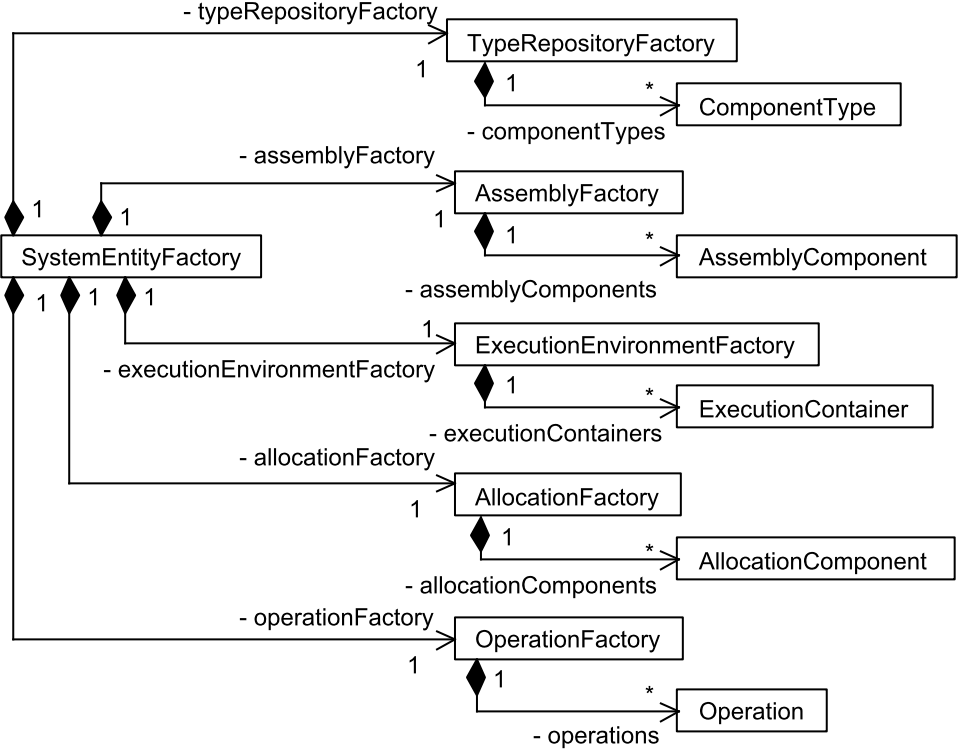 - typeRepositoryFactory
1
TypeRepositoryFactory
1
*
ComponentType
- componentTypes
- assemblyFactory
1
AssemblyFactory
1
*
AssemblyComponent
- assemblyComponents
1
1
SystemEntityFactory
1
1
1
1
ExecutionEnvironmentFactory
- executionEnvironmentFactory
1
*
ExecutionContainer
- executionContainers
- allocationFactory
1
AllocationFactory
1
*
AllocationComponent
- allocationComponents
- operationFactory
1
OperationFactory
1
*
Operation
- operations